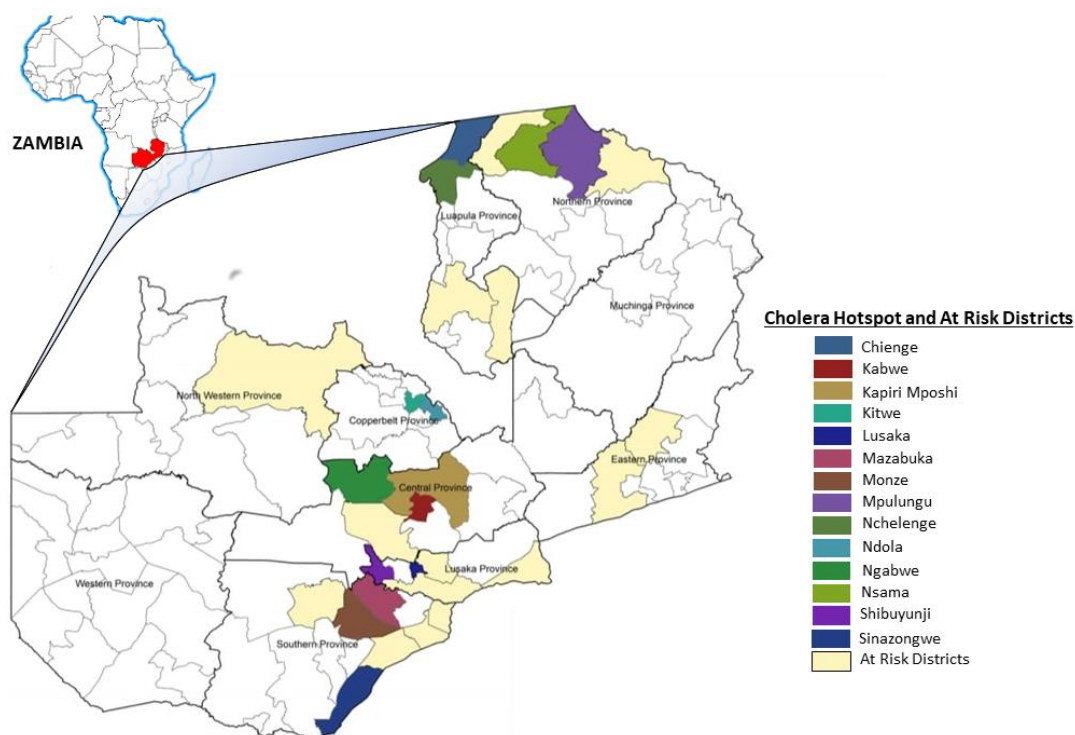 ZAMBIA
Luapula Province
Northern Province
Muchinga Province
North Western Province
Copperbelt Province
Eastern Province
Central Province
Lusaka Province
Western Province
Southern Province
Cholera Hotspot and At Risk Districts
Chienge
Kabwe
Kapiri Mposhi
Kitwe
Lusaka
Mazabuka
Monze
Mpulungu
Nchelenge
Ndola
Ngabwe
Nsama
Shibuyunji
Sinazongwe
At Risk Districts